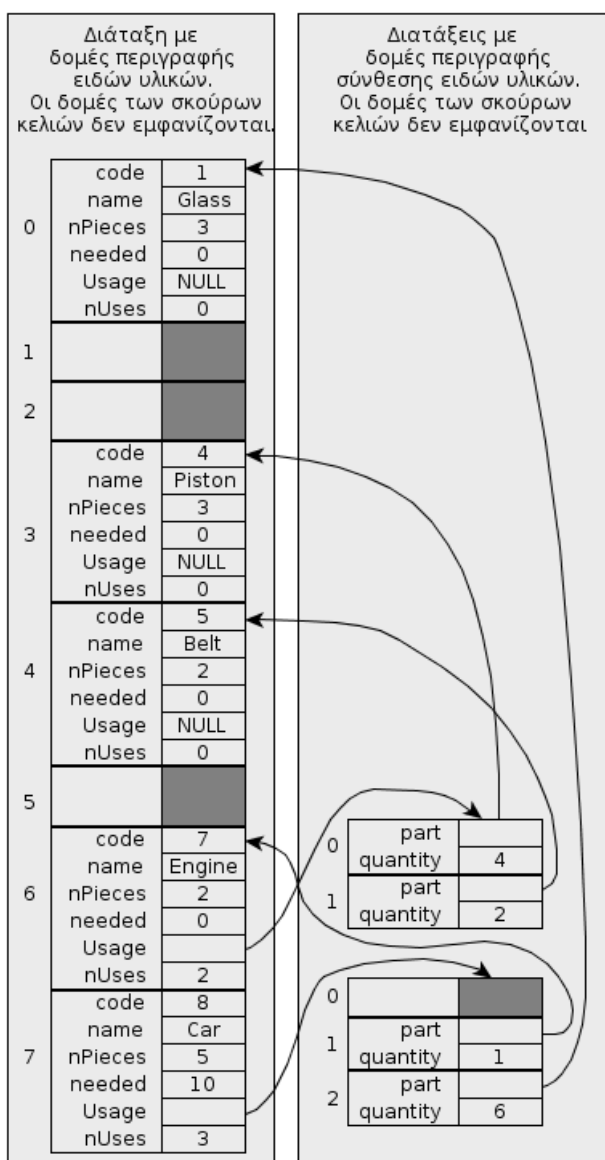 Διάταξη με
δομές περιγραφής
ειδών υλικών.
Οι δομές των σκούρων
κελιών δεν εμφανίζονται.
0
code 1
name Glass
nPieces 3
needed 0
Usage NULL
nUses 0
1
2
3
code 4
name Piston
nPieces 3
needed 0
Usage NULL
nUses 0
4
code 5
name Belt
nPieces 2
needed 0
Usage NULL
nUses 0
5
6
code 7
name Engine
nPieces 2
needed 0
Usage
nUses 2
7
code 8
name Car
nPieces 5
needed 10
Usage
nUses 3
Διατάξεις με
δομές περιγραφής
σύνθεσης ειδών υλικών.
Οι δομές των σκούρων
κελιών δεν εμφανίζονται
0
part
quantity 4
1
part
quantity 2
0
1
part
quantity 1
2
part
quantity 6